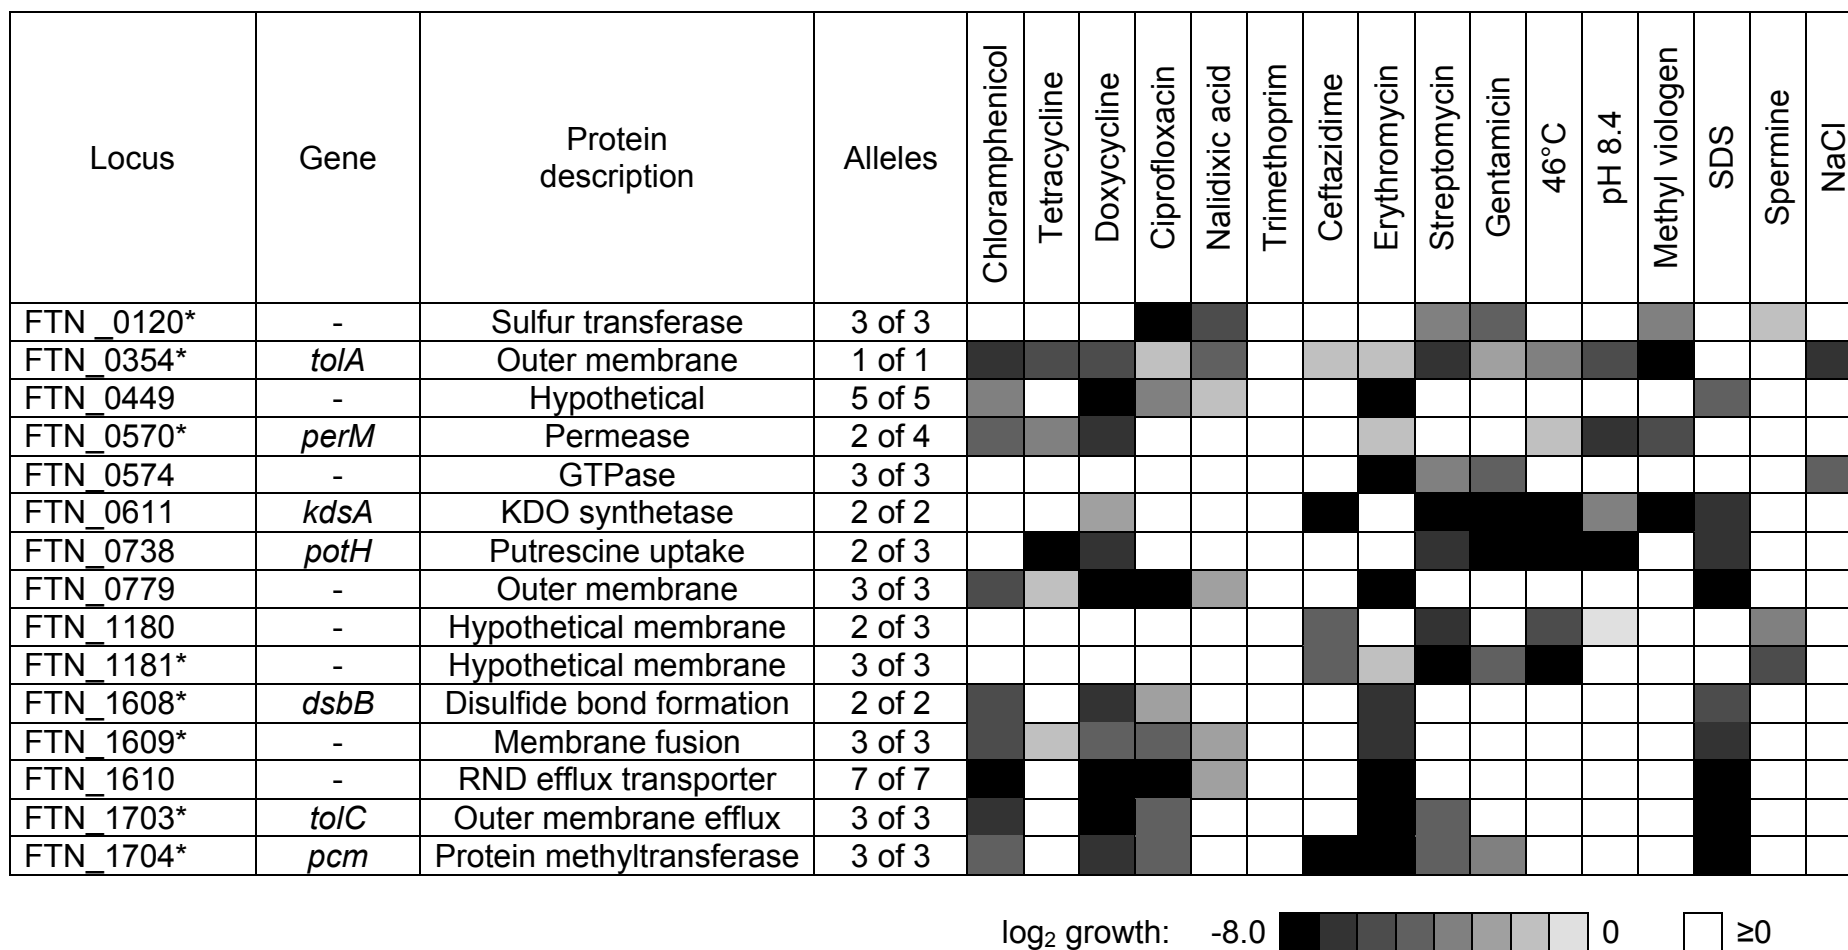 Locus Gene Protein description Alleles Chloramphenicol Tetracycline Doxycycline Ciprofloxacin Nalidixic acid Trimethoprim Ceftazidime Erythromycin Streptomycin Gentamicin 46°C pH 8.4 Methyl viologen SDS Spermine NaCl
FTN _0120* - Sulfur transferase 3 of 3
FTN_0354* tolA Outer membrane 1 of 1
FTN_0449 - Hypothetical 5 of 5
FTN_0570* perM Permease 2 of 4
FTN_0574 - GTPase 3 of 3
FTN_0611 kdsA KDO synthetase 2 of 2
FTN_0738 potH Putrescine uptake 2 of 3
FTN_0779 - Outer membrane 3 of 3
FTN_1180 - Hypothetical membrane 2 of 3
FTN_1181* - Hypothetical membrane 3 of 3
FTN_1608* dsbB Disulfide bond formation 2 of 2
FTN_1609* - Membrane fusion 3 of 3
FTN_1610 - RND efflux transporter 7 of 7
FTN_1703* tolC Outer membrane efflux 3 of 3
FTN_1704* pcm Protein methyltransferase 3 of 3
log₂ growth: -8.0 0 ≥0